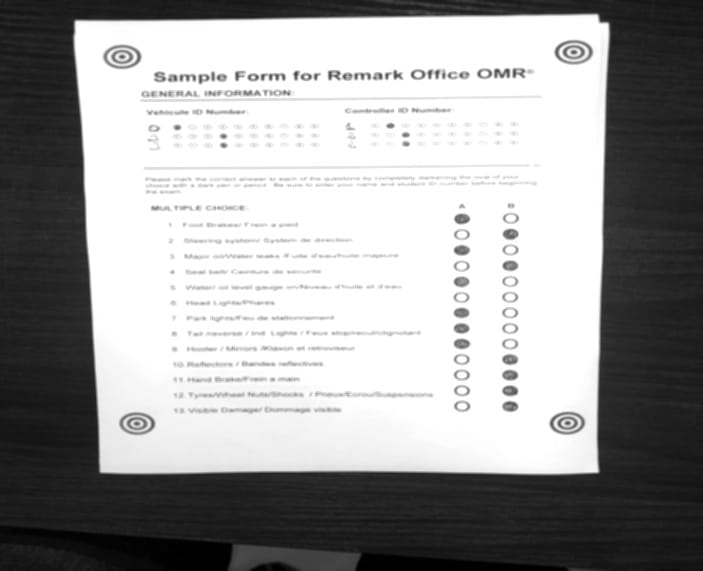 Sample Form for Remark Office OMR®
GENERAL INFORMATION:
Vehicule ID Number: Controller ID Number:
Please mark the correct answer to each of the questions by completely darkening the oval of your
choice with a dark pen or pencil. Be sure to enter your name and student ID number before beginning
the exam.
MULTIPLE CHOICE: A B
1 Foot Brakes/ Frein a pied
2 Steering system/ System de direction
3 Major oil/Water leaks /Fuite d'eau/huile majeure
4 Seat belt/ Ceinture de securite
5 Water/ oil level gauge on/Niveau d'huile et d'eau
6 Head Lights/Phares
7 Park lights/Feu de stationnement
8 Tail /reverse / Ind. Lights / Feux stop/recul/clignotant
9 Hooter / Mirrors /Klaxon et retroviseur
10. Reflectors / Bandes reflectives
11. Hand Brake/Frein a main
12. Tyres/Wheel Nuts/Shocks / Pneux/Ecrou/Suspensions
13. Visible Damage/ Dommage visible